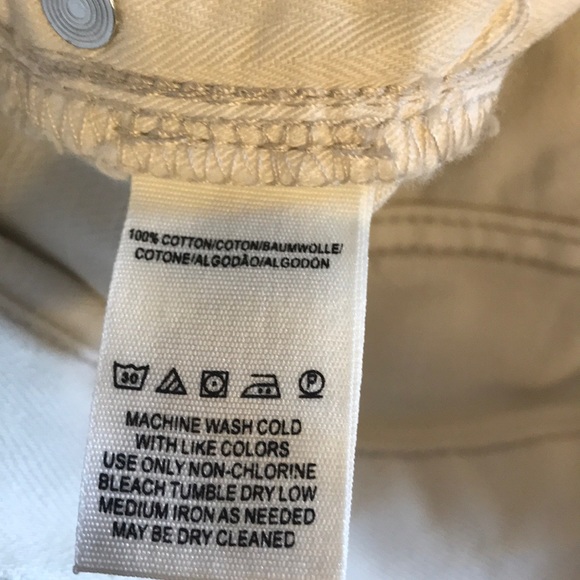 100% COTTON/COTON/BAUMWOLLE/
COTONE/ALGODÃO/ALGODÓN
30 P
MACHINE WASH COLD
WITH LIKE COLORS
USE ONLY NON-CHLORINE
BLEACH TUMBLE DRY LOW
MEDIUM IRON AS NEEDED
MAY BE DRY CLEANED